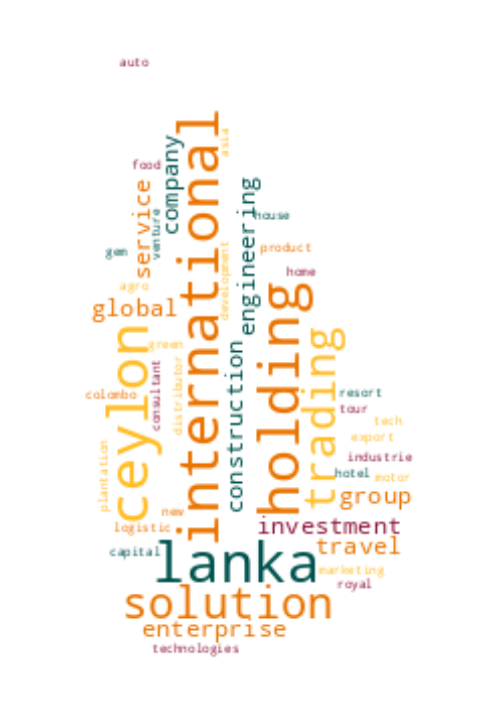 auto
international
asia
company
food
engineering
service
venture
house
development
product
gem
home
agro
holding
global
ceylon
trading
green
construction
distributor
consultant
colombo
resort
tour
tech
export
plantation
industrie
hotel
motor
group
new
logistic
investment
lanka
capital
travel
marketing
royal
solution
enterprise
technologies